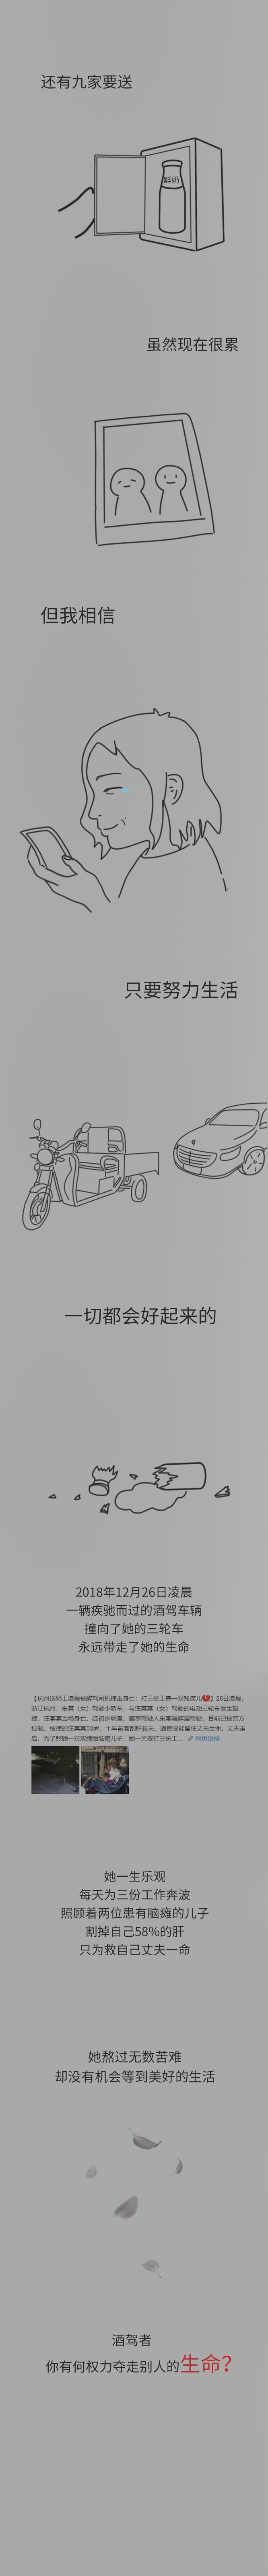 还有九家要送
鲜奶
虽然现在很累
但我相信
只要努力生活
一切都会好起来的
2018年12月26日凌晨
一辆疾驰而过的酒驾车辆
撞向了她的三轮车
永远带走了她的生命
【杭州送奶工凌晨被醉驾司机撞击身亡：打三份工养一双残疾儿💔】26日凌晨，
浙江杭州，朱某（女）驾驶小轿车，与汪某某（女）驾驶的电动三轮车发生碰
撞，汪某某当场身亡。经初步调查，肇事驾驶人朱某属醉酒驾驶，目前已被警方
控制。被撞的汪某某53岁，十年前曾割肝救夫，遗憾没能留住丈夫生命。丈夫走
后，为了照顾一对双胞胎脑瘫儿子，她一天要打三份工... 网页链接
她一生乐观
每天为三份工作奔波
照顾着两位患有脑瘫的儿子
割掉自己58%的肝
只为救自己丈夫一命
她熬过无数苦难
却没有机会等到美好的生活
酒驾者
你有何权力夺走别人的生命?